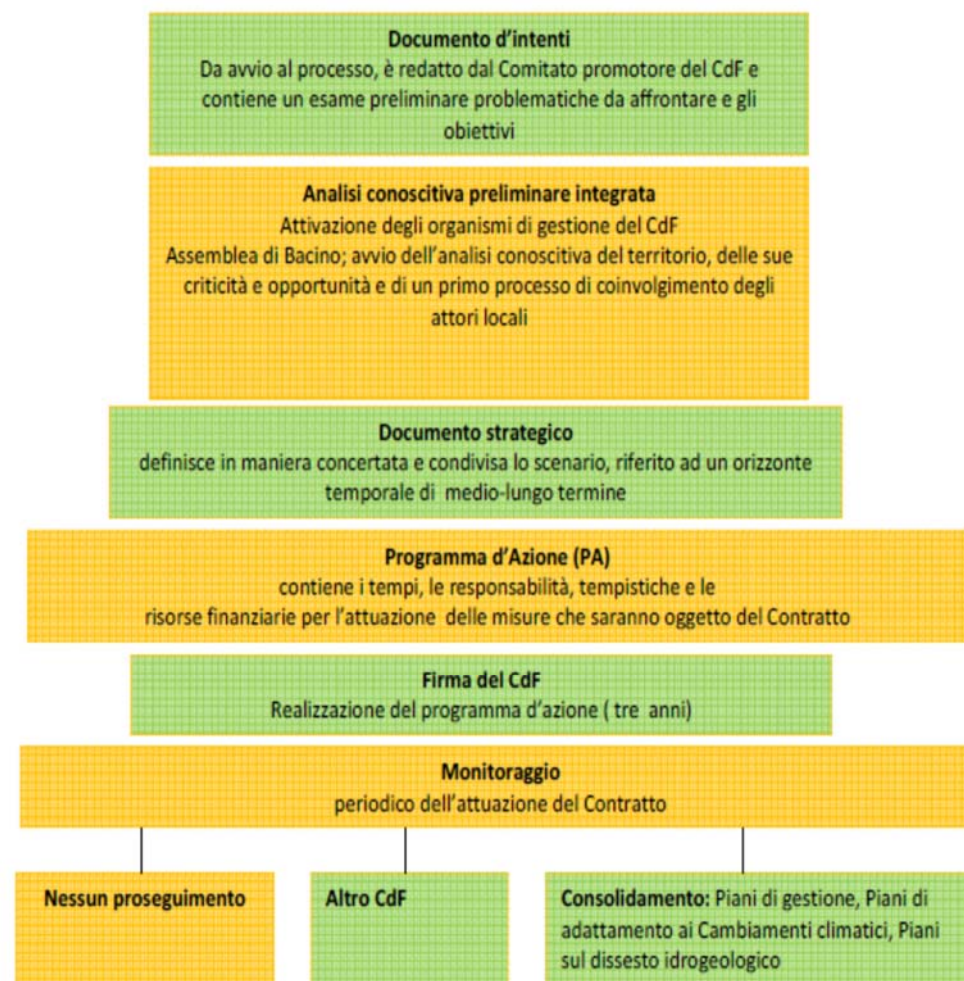 Documento d'intenti
Da avvio al processo, è redatto dal Comitato promotore del CdF e
contiene un esame preliminare problematiche da affrontare e gli
obiettivi
Analisi conoscitiva preliminare integrata
Attivazione degli organismi di gestione del CdF
Assemblea di Bacino; avvio dell'analisi conoscitiva del territorio, delle sue
criticità e opportunità e di un primo processo di coinvolgimento degli
attori locali
Documento strategico
definisce in maniera concertata e condivisa lo scenario, riferito ad un orizzonte
temporale di medio-lungo termine
Programma d'Azione (PA)
contiene i tempi, le responsabilità, tempistiche e le
risorse finanziarie per l'attuazione delle misure che saranno oggetto del Contratto
Firma del CdF
Realizzazione del programma d'azione ( tre anni)
Monitoraggio
periodico dell'attuazione del Contratto
Nessun proseguimento
Altro CdF
Consolidamento: Piani di gestione, Piani di
adattamento ai Cambiamenti climatici, Piani
sul dissesto idrogeologico